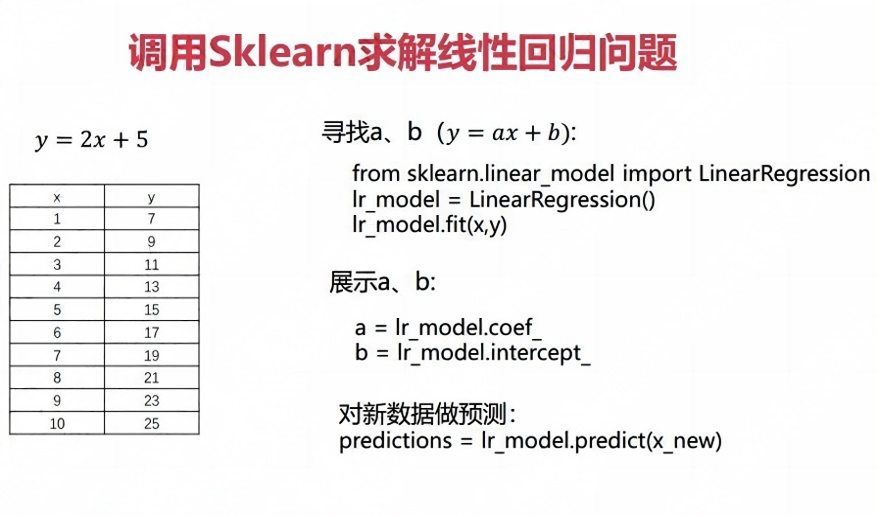 调用Sklearn求解线性回归问题
y = 2x + 5
x y
1 7
2 9
3 11
4 13
5 15
6 17
7 19
8 21
9 23
10 25
寻找a、b（y = ax + b):
from sklearn.linear_model import LinearRegression
lr_model = LinearRegression()
lr_model.fit(x,y)
展示a、b:
a = lr_model.coef_
b = lr_model.intercept_
对新数据做预测：
predictions = lr_model.predict(x_new)